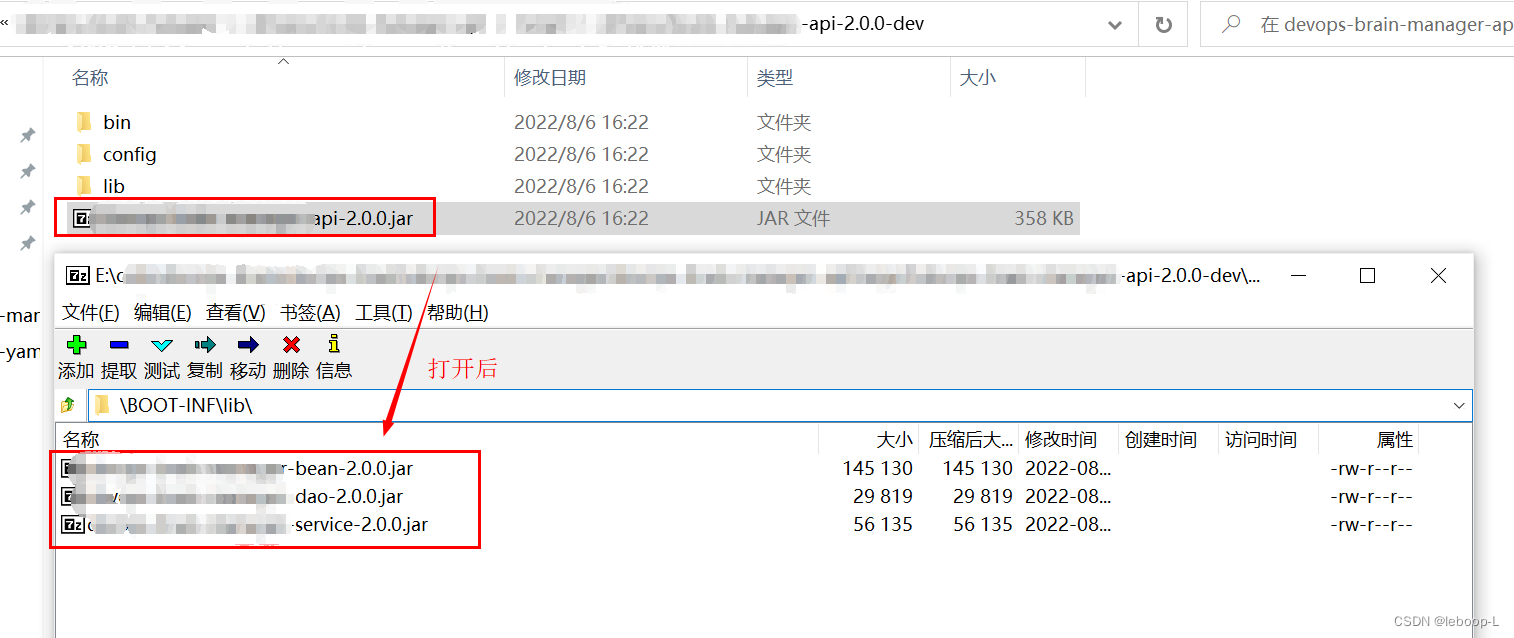 « -api-2.0.0-dev 在 devops-brain-manager-ap
名称 修改日期 类型 大小
bin 2022/8/6 16:22 文件夹
config 2022/8/6 16:22 文件夹
lib 2022/8/6 16:22 文件夹
api-2.0.0.jar 2022/8/6 16:22 JAR 文件 358 KB
E:\ -api-2.0.0-dev\...
-mar
文件(F) 编辑(E) 查看(V) 书签(A) 工具(T) 帮助(H)
-yam
添加 提取 测试 复制 移动 删除 信息
打开后
\BOOT-INF\lib\
名称 大小 压缩后大... 修改时间 创建时间 访问时间 属性
-bean-2.0.0.jar 145 130 145 130 2022-08... -rw-r--r--
dao-2.0.0.jar 29 819 29 819 2022-08... -rw-r--r--
-service-2.0.0.jar 56 135 56 135 2022-08... -rw-r--r--
CSDN @leboop-L